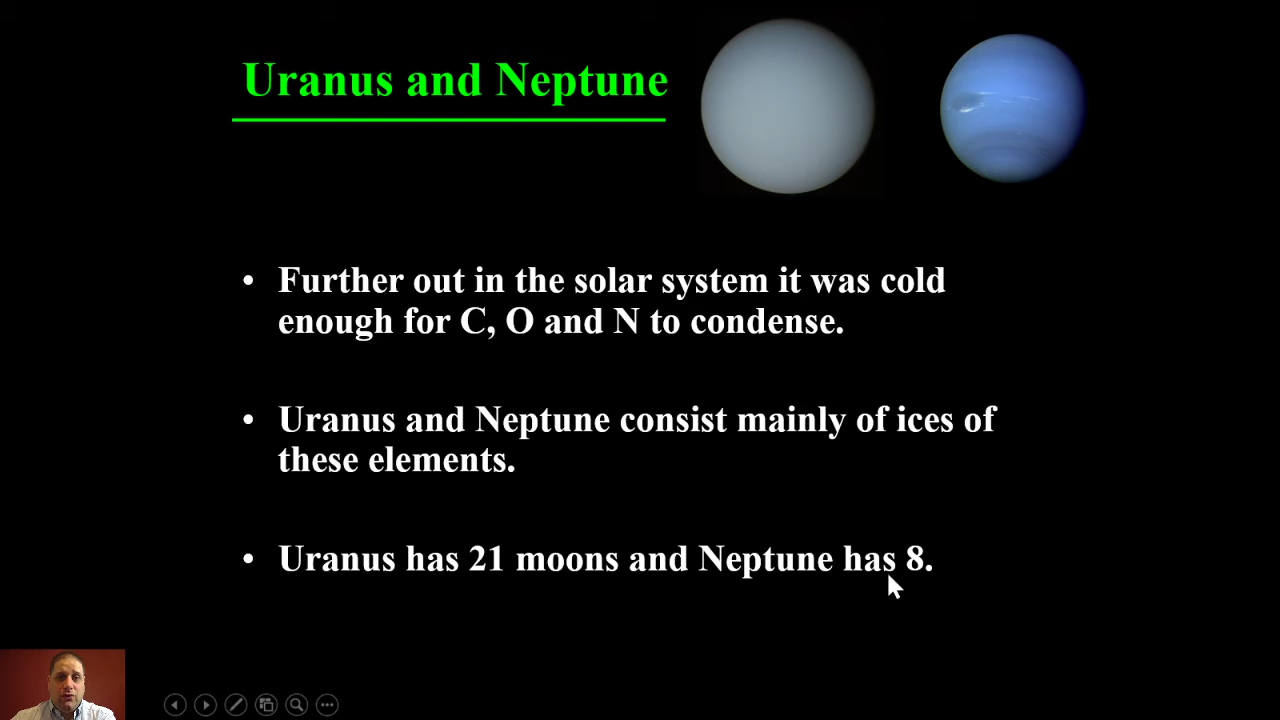 Uranus and Neptune
• Further out in the solar system it was cold
enough for C, O and N to condense.
• Uranus and Neptune consist mainly of ices of
these elements.
• Uranus has 21 moons and Neptune has 8.